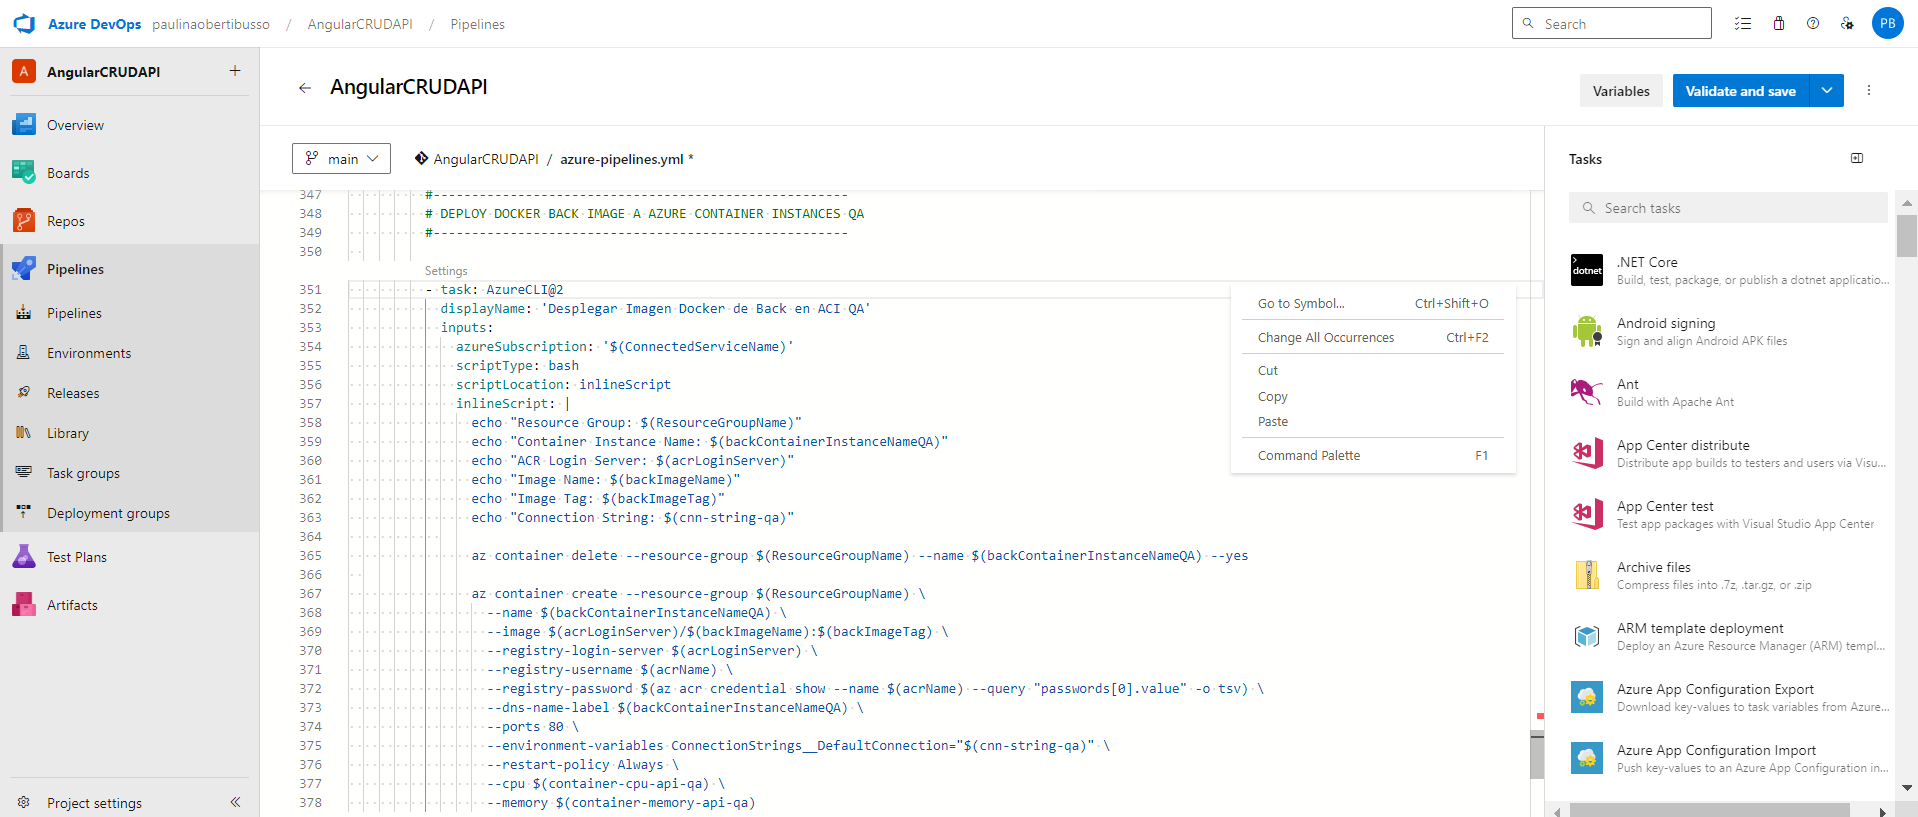 Azure DevOps paulinaobertibusso / AngularCRUDAPI / Pipelines
Search
PB
A AngularCRUDAPI +
Overview
Boards
Repos
Pipelines
Pipelines
Environments
Releases
Library
Task groups
Deployment groups
Test Plans
Artifacts
Project settings
AngularCRUDAPI
Variables
Validate and save
main
AngularCRUDAPI / azure-pipelines.yml *
347 #------------------------------------------------------
348 # DEPLOY DOCKER BACK IMAGE A AZURE CONTAINER INSTANCES QA
349 #------------------------------------------------------
350
Settings
351 - task: AzureCLI@2
352 displayName: 'Desplegar Imagen Docker de Back en ACI QA'
353 inputs:
354 azureSubscription: '$(ConnectedServiceName)'
355 scriptType: bash
356 scriptLocation: inlineScript
357 inlineScript: |
358 echo "Resource Group: $(ResourceGroupName)"
359 echo "Container Instance Name: $(backContainerInstanceNameQA)"
360 echo "ACR Login Server: $(acrLoginServer)"
361 echo "Image Name: $(backImageName)"
362 echo "Image Tag: $(backImageTag)"
363 echo "Connection String: $(cnn-string-qa)"
364
365 az container delete --resource-group $(ResourceGroupName) --name $(backContainerInstanceNameQA) --yes
366
367 az container create --resource-group $(ResourceGroupName) \
368 --name $(backContainerInstanceNameQA) \
369 --image $(acrLoginServer)/$(backImageName):$(backImageTag) \
370 --registry-login-server $(acrLoginServer) \
371 --registry-username $(acrName) \
372 --registry-password $(az acr credential show --name $(acrName) --query "passwords[0].value" -o tsv) \
373 --dns-name-label $(backContainerInstanceNameQA) \
374 --ports 80 \
375 --environment-variables ConnectionStrings__DefaultConnection="$(cnn-string-qa)" \
376 --restart-policy Always \
377 --cpu $(container-cpu-api-qa) \
378 --memory $(container-memory-api-qa)
Go to Symbol... Ctrl+Shift+O
Change All Occurrences Ctrl+F2
Cut
Copy
Paste
Command Palette F1
Tasks
Search tasks
dotnet
.NET Core
Build, test, package, or publish a dotnet applicatio...
Android signing
Sign and align Android APK files
Ant
Build with Apache Ant
App Center distribute
Distribute app builds to testers and users via Visu...
App Center test
Test app packages with Visual Studio App Center
Archive files
Compress files into .7z, .tar.gz, or .zip
ARM template deployment
Deploy an Azure Resource Manager (ARM) templ...
Azure App Configuration Export
Download key-values to task variables from Azure...
Azure App Configuration Import
Push key-values to an Azure App Configuration in...